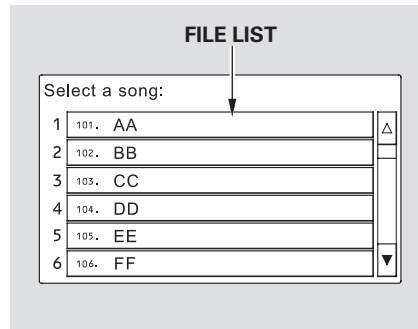 FILE LIST
Select a song:
1 101. AA
2 102. BB
3 103. CC
4 104. DD
5 105. EE
6 106. FF